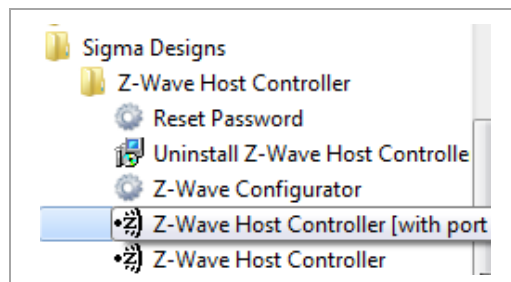 Sigma Designs
Z-Wave Host Controller
Reset Password
Uninstall Z-Wave Host Controlle
Z-Wave Configurator
Z-Wave Host Controller [with port
Z-Wave Host Controller